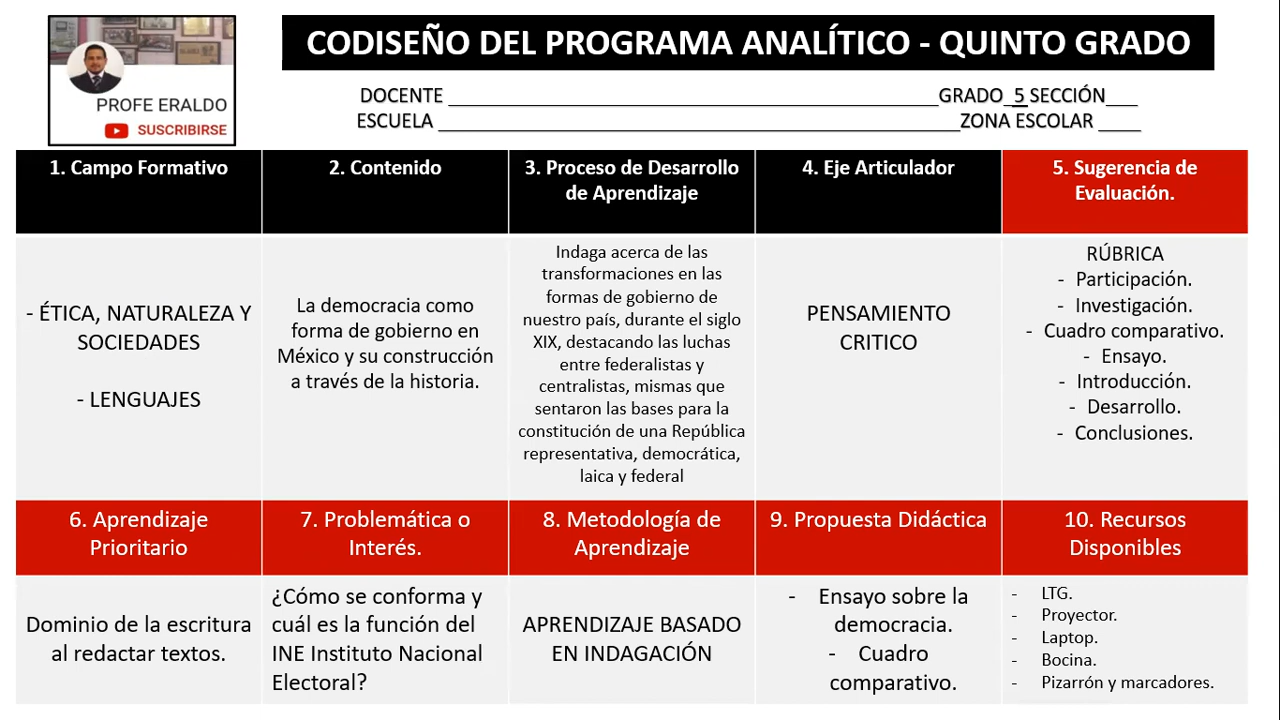 PROFE ERALDO
SUSCRIBIRSE
CODISEÑO DEL PROGRAMA ANALÍTICO - QUINTO GRADO
DOCENTE ____________________________________________GRADO_5 SECCIÓN___
ESCUELA _______________________________________________ZONA ESCOLAR ____
1. Campo Formativo
2. Contenido
3. Proceso de Desarrollo
de Aprendizaje
4. Eje Articulador
5. Sugerencia de
Evaluación.
- ÉTICA, NATURALEZA Y
SOCIEDADES
- LENGUAJES
La democracia como
forma de gobierno en
México y su construcción
a través de la historia.
Indaga acerca de las
transformaciones en las
formas de gobierno de
nuestro país, durante el siglo
XIX, destacando las luchas
entre federalistas y
centralistas, mismas que
sentaron las bases para la
constitución de una República
representativa, democrática,
laica y federal
PENSAMIENTO
CRITICO
RÚBRICA
- Participación.
- Investigación.
- Cuadro comparativo.
- Ensayo.
- Introducción.
- Desarrollo.
- Conclusiones.
6. Aprendizaje
Prioritario
7. Problemática o
Interés.
8. Metodología de
Aprendizaje
9. Propuesta Didáctica
10. Recursos
Disponibles
Dominio de la escritura
al redactar textos.
¿Cómo se conforma y
cuál es la función del
INE Instituto Nacional
Electoral?
APRENDIZAJE BASADO
EN INDAGACIÓN
- Ensayo sobre la
democracia.
- Cuadro
comparativo.
- LTG.
- Proyector.
- Laptop.
- Bocina.
- Pizarrón y marcadores.